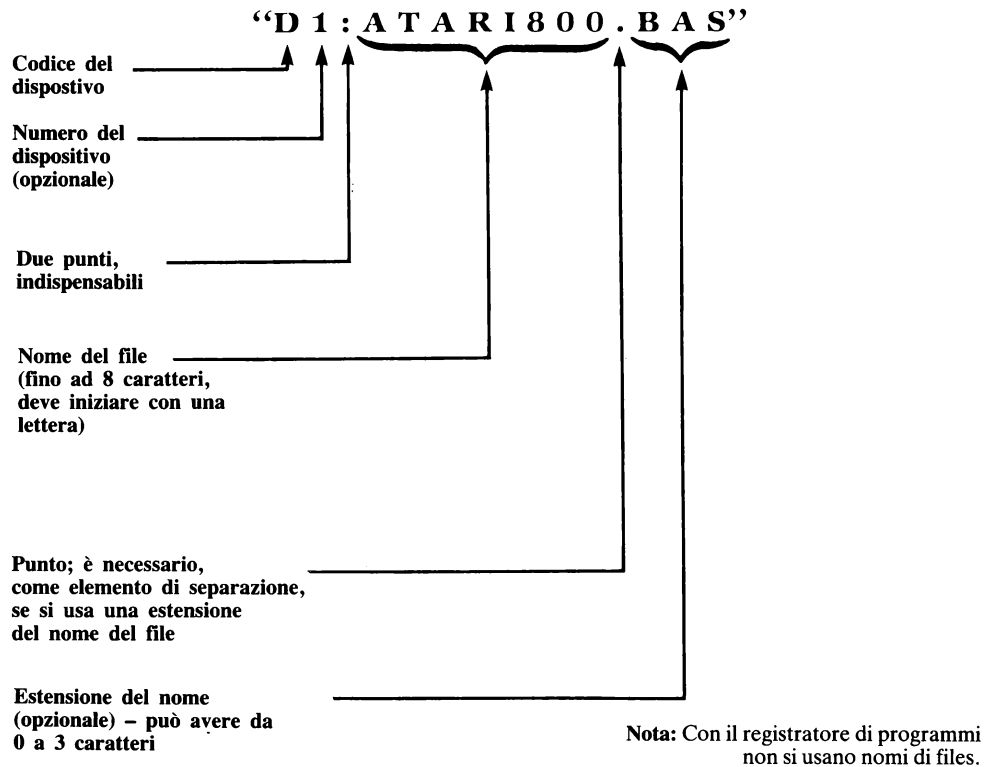 “D1:ATARI800.BAS”
Codice del
dispostivo
Numero del
dispositivo
(opzionale)
Due punti,
indispensabili
Nome del file
(fino ad 8 caratteri,
deve iniziare con una
lettera)
Punto; è necessario,
come elemento di separazione,
se si usa una estensione
del nome del file
Estensione del nome
(opzionale) – può avere da
0 a 3 caratteri
Nota: Con il registratore di programmi
non si usano nomi di files.